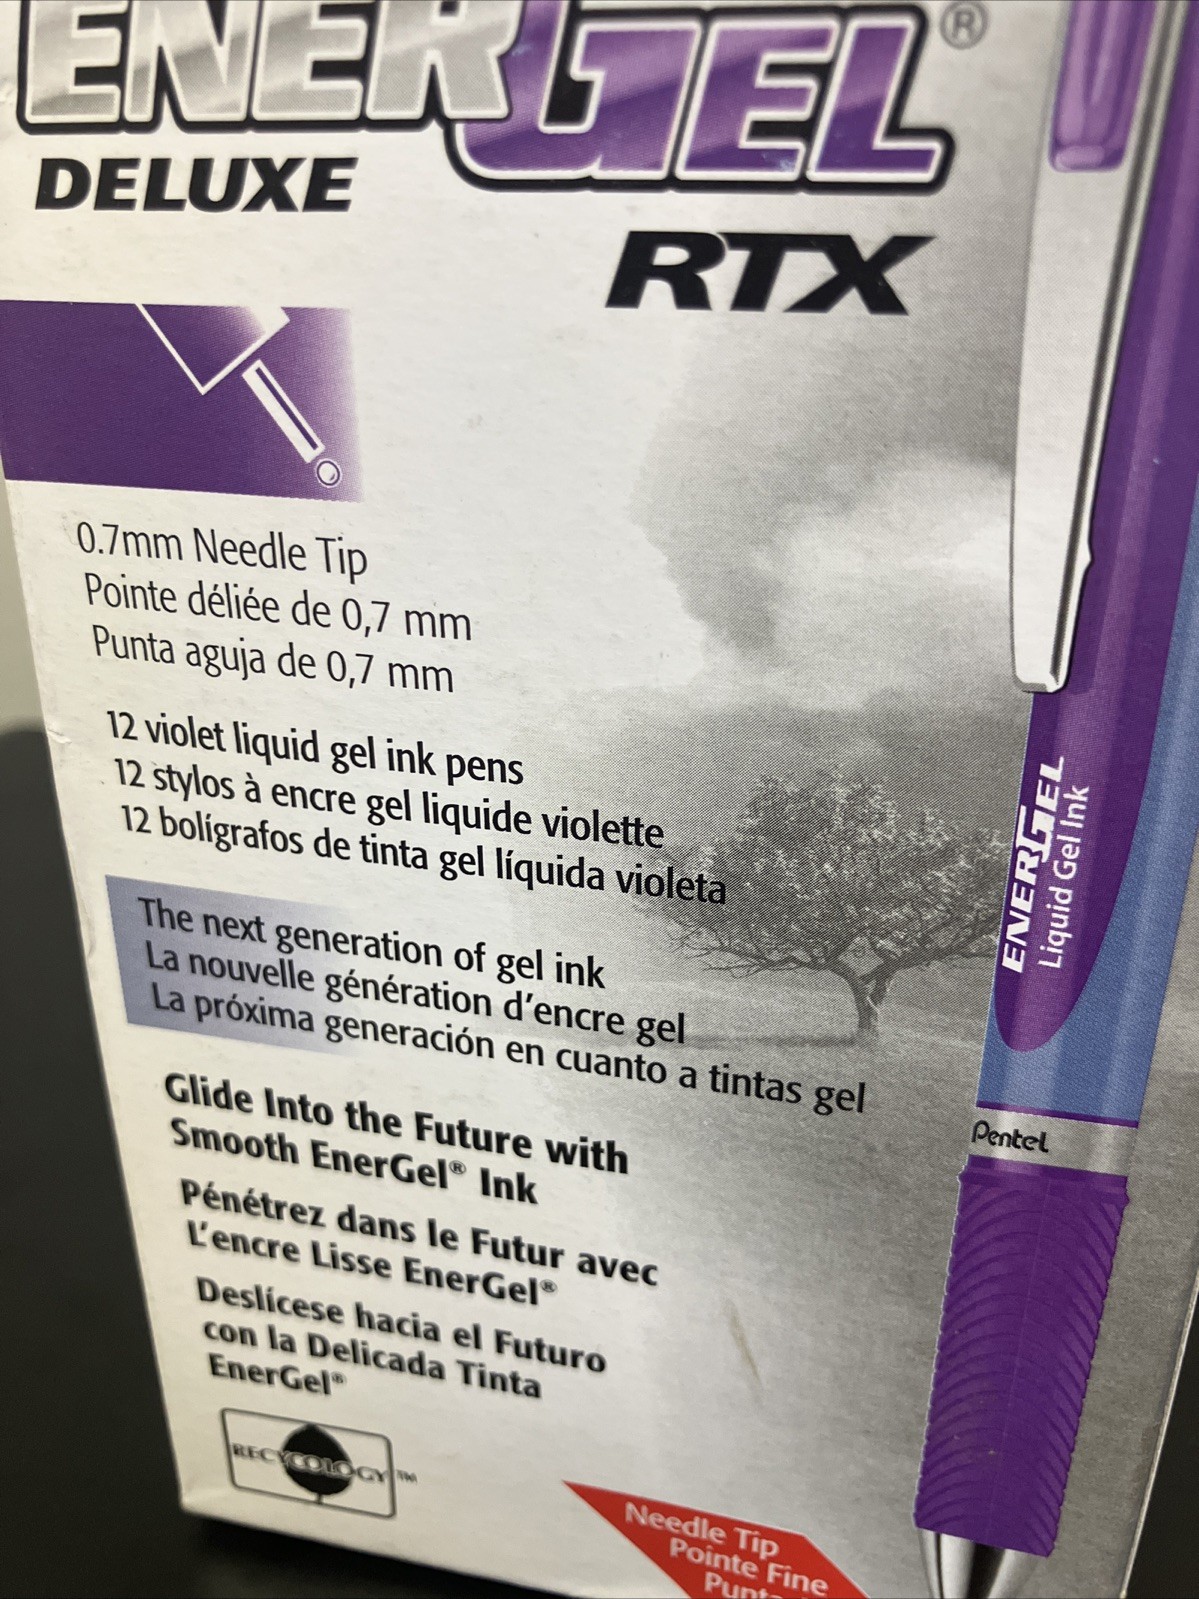 ENERGEL®
DELUXE
RTX
0.7mm Needle Tip
Pointe déliée de 0,7 mm
Punta aguja de 0,7 mm
12 violet liquid gel ink pens
12 stylos à encre gel liquide violette
12 bolígrafos de tinta gel líquida violeta
The next generation of gel ink
La nouvelle génération d'encre gel
La próxima generación en cuanto a tintas gel
Glide Into the Future with
Smooth EnerGel® Ink
Pénétrez dans le Futur avec
L'encre Lisse EnerGel®
Deslícese hacia el Futuro
con la Delicada Tinta
EnerGel®
RECYCOLOGY™
Needle Tip
Pointe Fine
ENERGEL
Liquid Gel Ink
Pentel